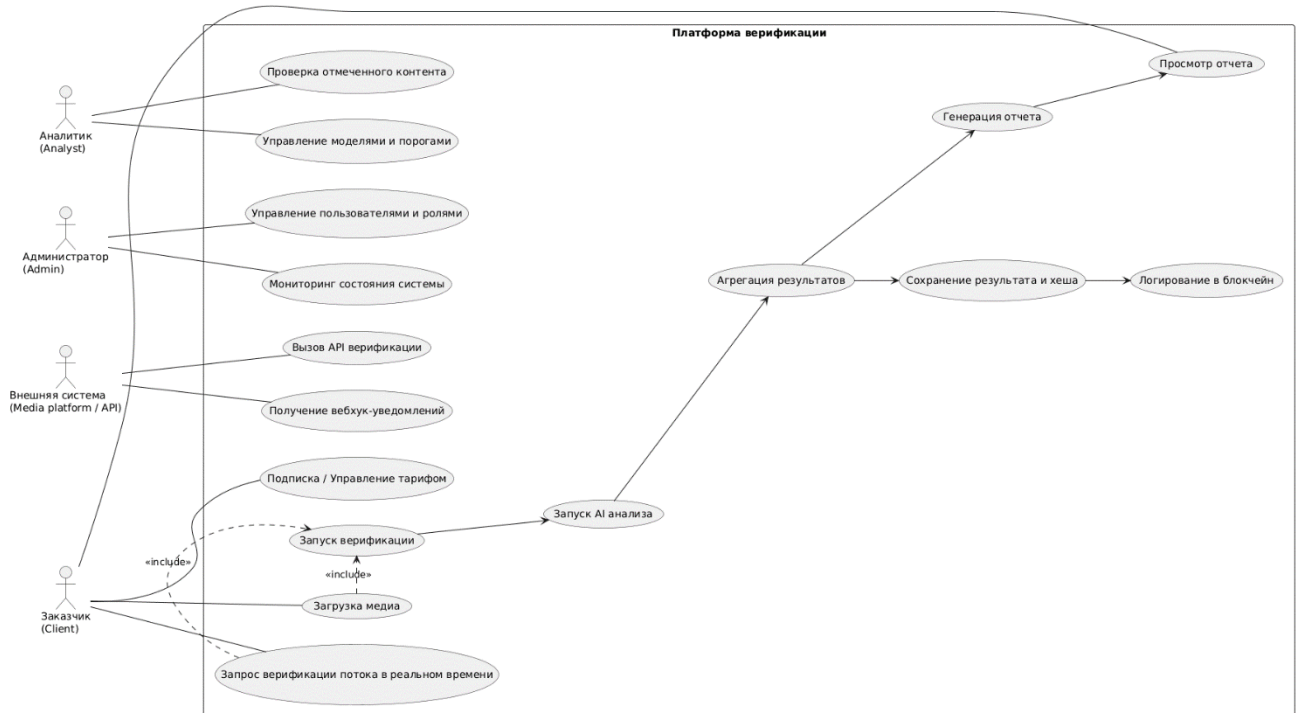 Платформа верификации
Просмотр отчета
Проверка отмеченного контента
Генерация отчета
Аналитик
(Analyst)
Управление моделями и порогами
Управление пользователями и ролями
Администратор
(Admin)
Мониторинг состояния системы
Агрегация результатов
Сохранение результата и хеша
Логирование в блокчейн
Вызов API верификации
Внешняя система
(Media platform / API)
Получение вебхук-уведомлений
Подписка / Управление тарифом
Запуск AI анализа
Запуск верификации
«include»
«include»
Загрузка медиа
Заказчик
(Client)
Запрос верификации потока в реальном времени